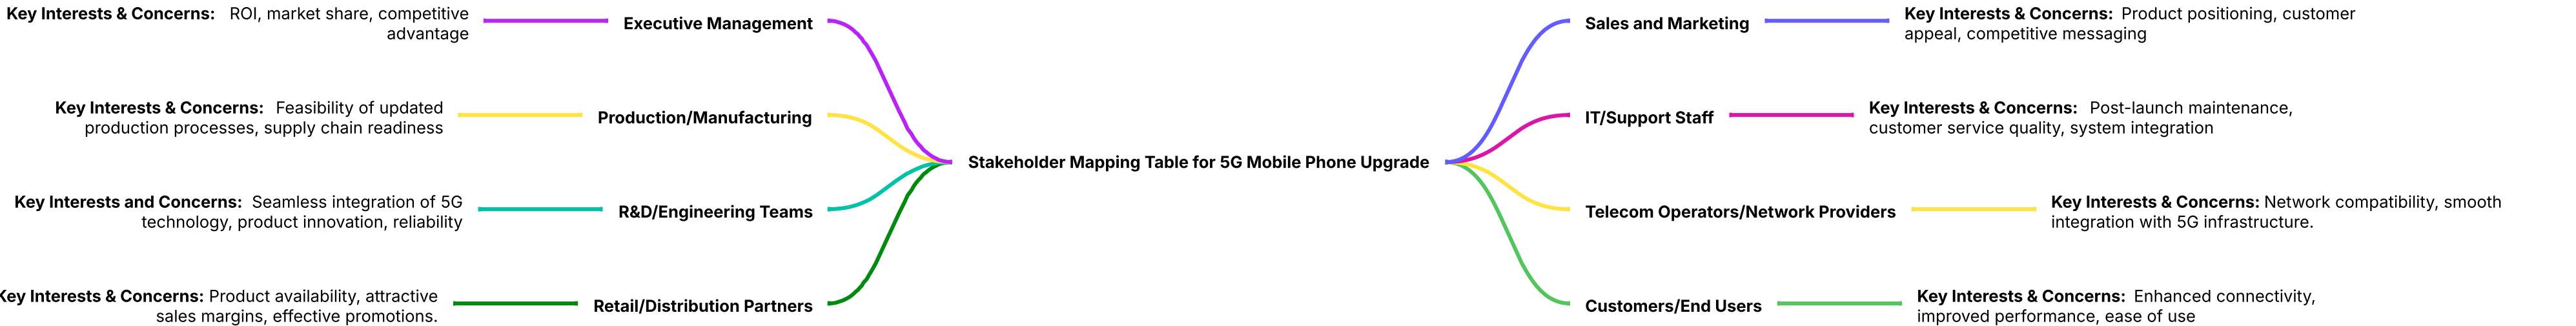 Key Interests & Concerns: ROI, market share, competitive
advantage
Executive Management
Key Interests & Concerns: Feasibility of updated
production processes, supply chain readiness
Production/Manufacturing
Key Interests and Concerns: Seamless integration of 5G
technology, product innovation, reliability
R&D/Engineering Teams
Key Interests & Concerns: Product availability, attractive
sales margins, effective promotions.
Retail/Distribution Partners
Stakeholder Mapping Table for 5G Mobile Phone Upgrade
Sales and Marketing
Key Interests & Concerns: Product positioning, customer
appeal, competitive messaging
IT/Support Staff
Key Interests & Concerns: Post-launch maintenance,
customer service quality, system integration
Telecom Operators/Network Providers
Key Interests & Concerns: Network compatibility, smooth
integration with 5G infrastructure.
Customers/End Users
Key Interests & Concerns: Enhanced connectivity,
improved performance, ease of use